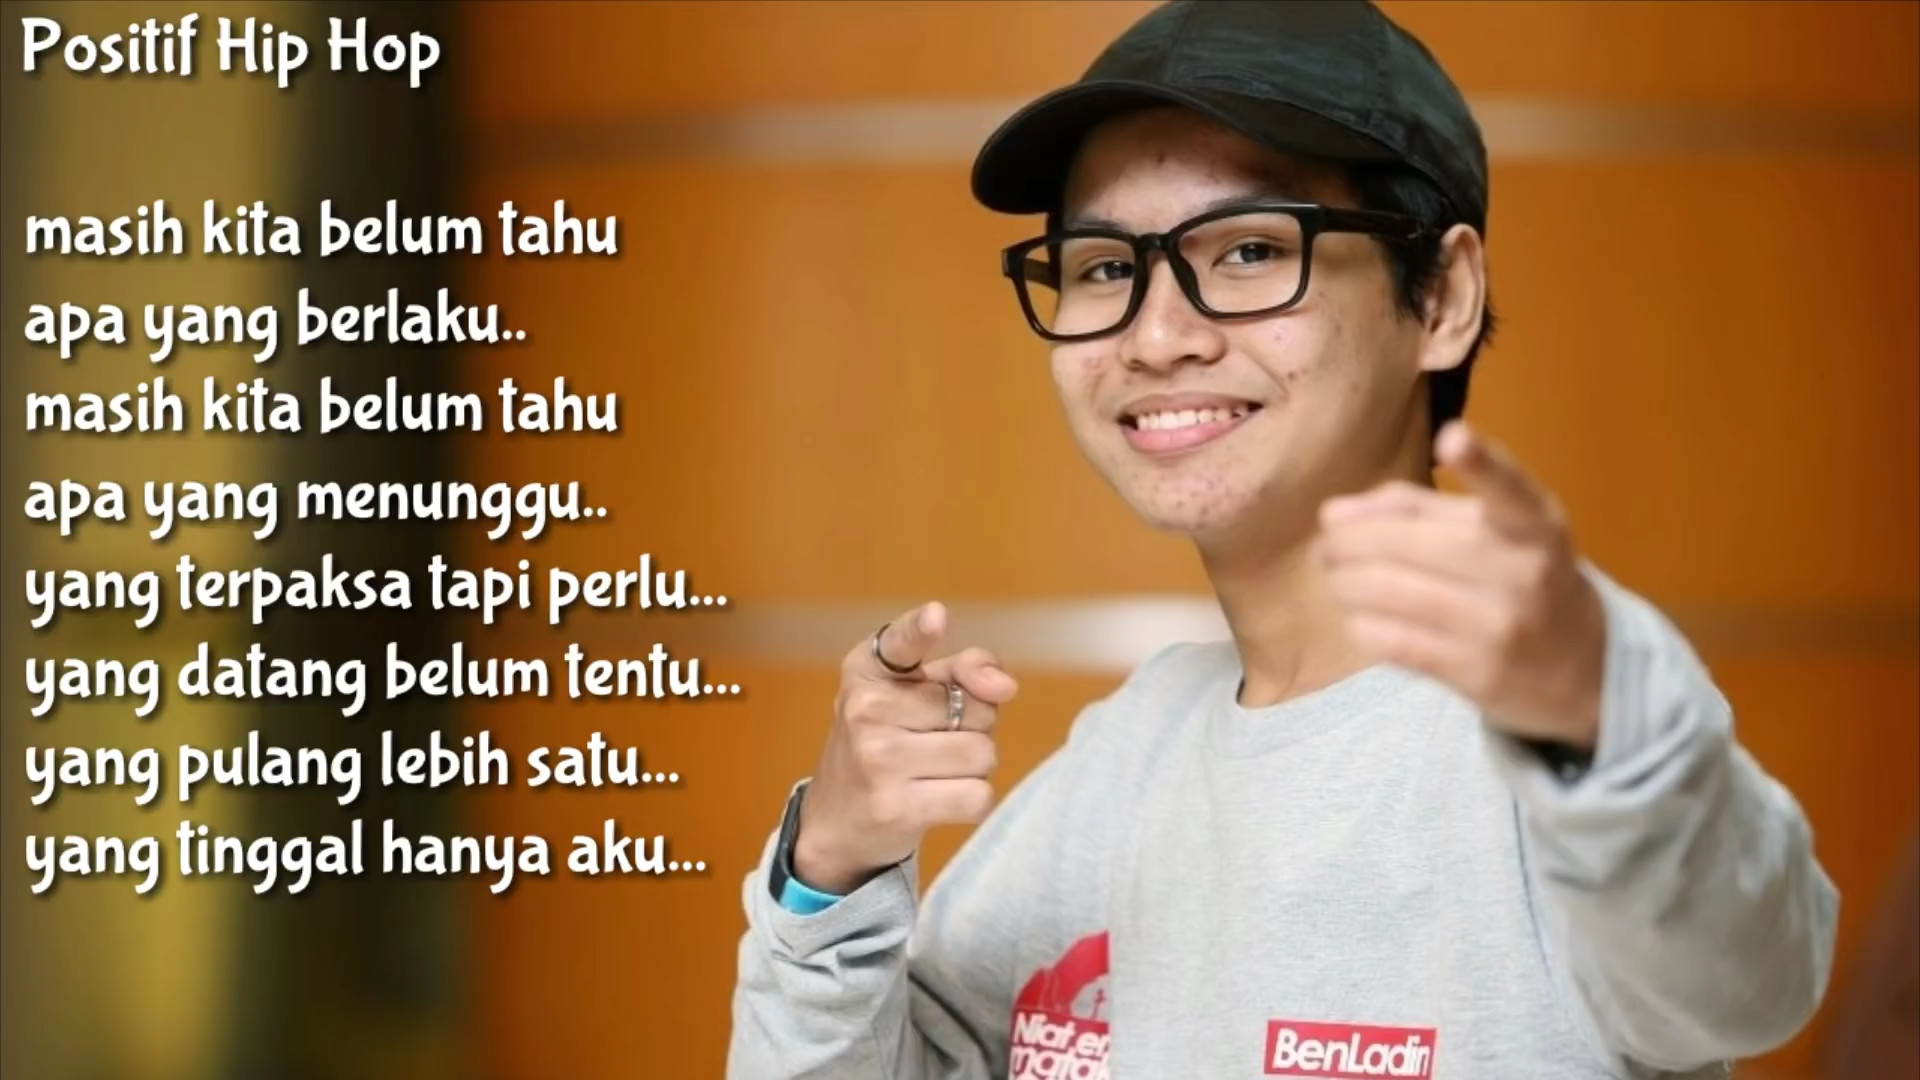 Positif Hip Hop
masih kita belum tahu
apa yang berlaku..
masih kita belum tahu
apa yang menunggu..
yang terpaksa tapi perlu...
yang datang belum tentu...
yang pulang lebih satu...
yang tinggal hanya aku...
Niat
BenLadin